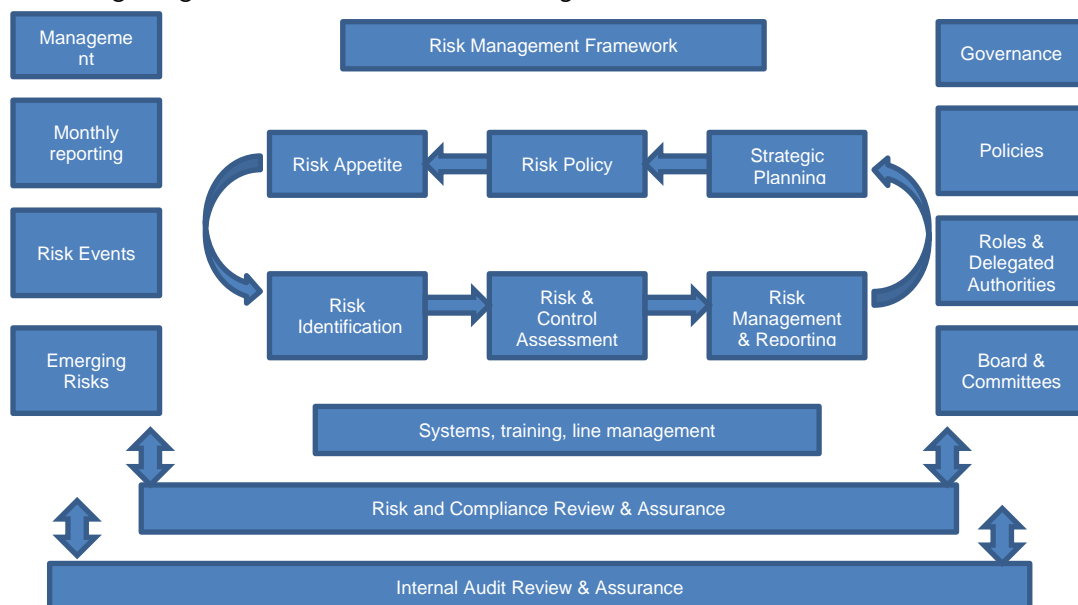 Manageme
nt
Risk Management Framework
Governance
Monthly
reporting
Risk Appetite
Risk Policy
Strategic
Planning
Policies
Risk Events
Roles &
Delegated
Authorities
Risk
Identification
Risk &
Control
Assessment
Risk
Management
& Reporting
Emerging
Risks
Board &
Committees
Systems, training, line management
Risk and Compliance Review & Assurance
Internal Audit Review & Assurance